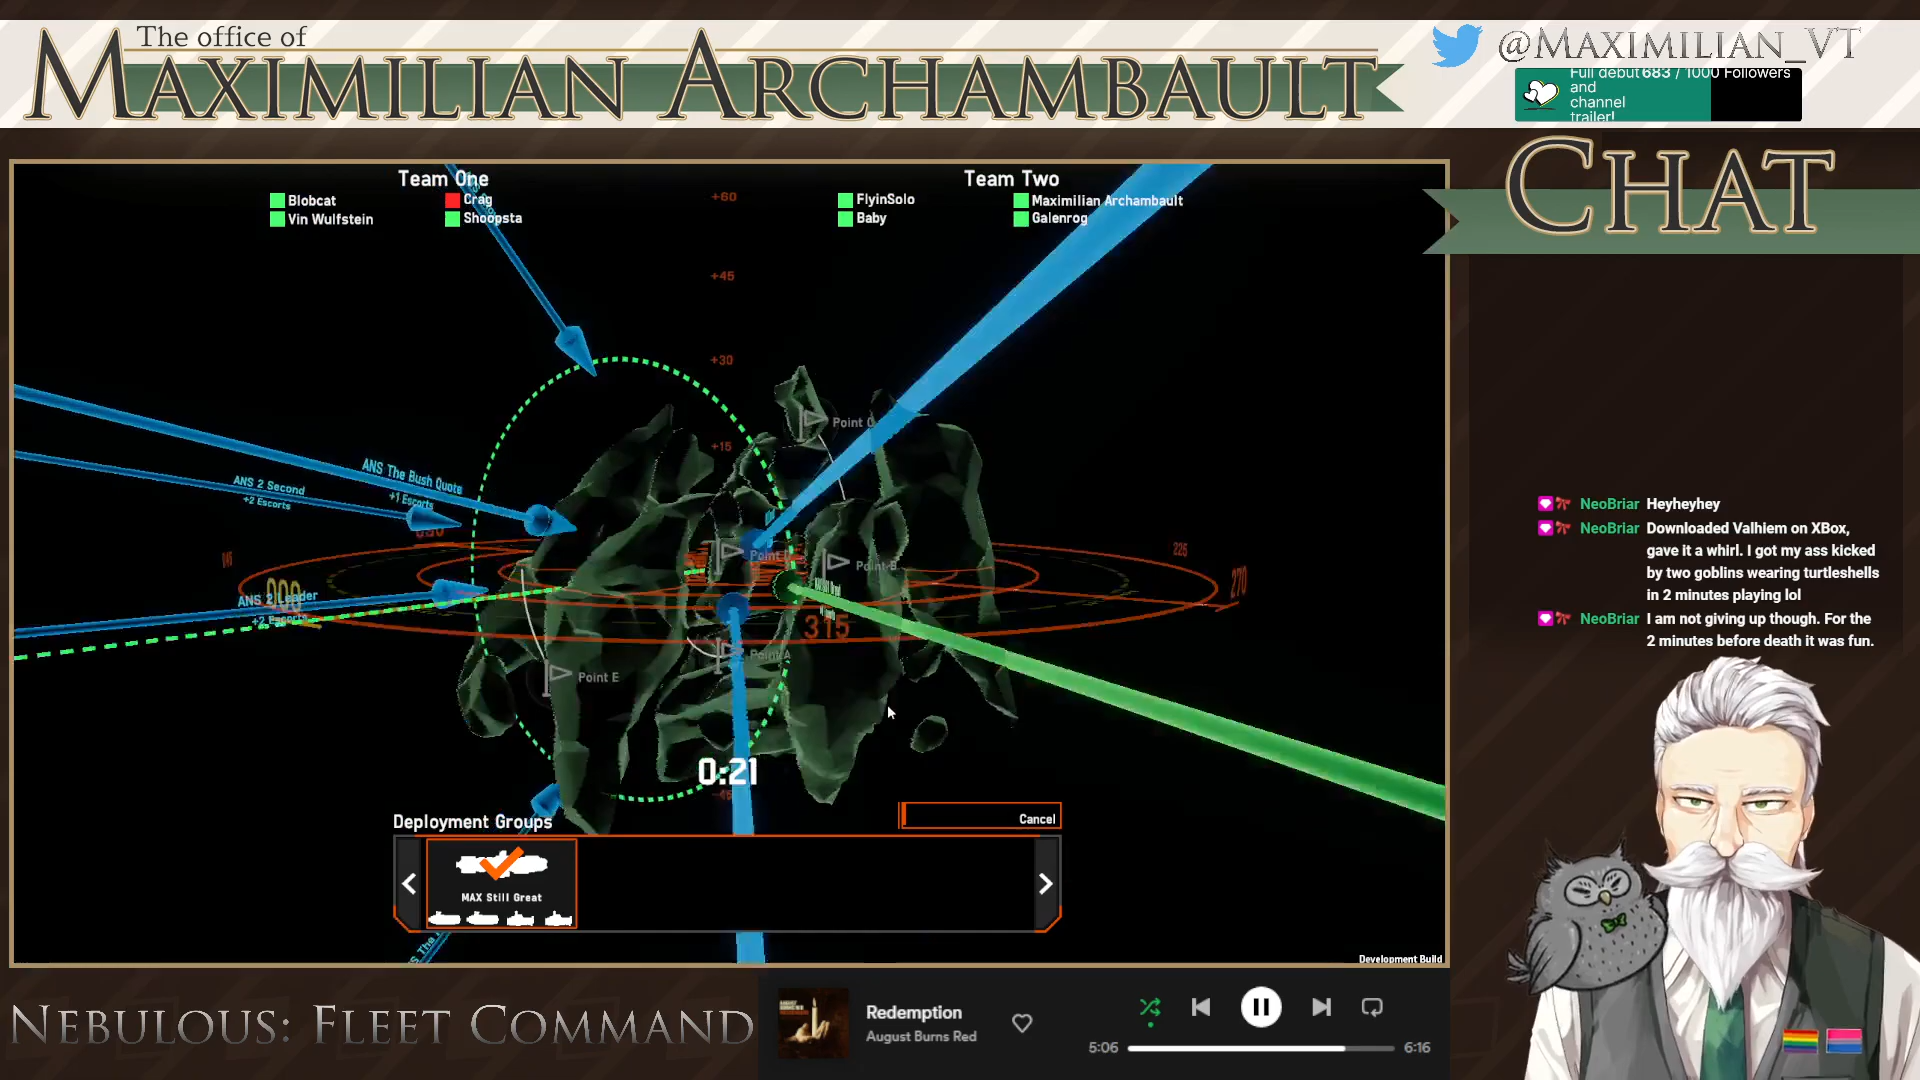 The office of
MAXIMILIAN ARCHAMBAULT
@MAXIMILIAN_VT
Full debut 683 / 1000 Followers
and
channel
trailer!
CHAT
Team One
Blobcat
Crag
Vin Wulfstein
Shoopsta
Team Two
FlyinSolo
Maximilian Archambault
Baby
Galenrog
+60
+45
+30
+15
Point C
ANS The Bush Quote
+1 Escorts
ANS 2 Second
+2 Escorts
Point B
225
270
ANS 2 Leader
+2 Escorts
315
Point A
Point E
0:21
Deployment Groups
Cancel
MAX Still Great
Development Build
NeoBriar Heyheyhey
NeoBriar Downloaded Valhiem on XBox,
gave it a whirl. I got my ass kicked
by two goblins wearing turtleshells
in 2 minutes playing lol
NeoBriar I am not giving up though. For the
2 minutes before death it was fun.
NEBULOUS: FLEET COMMAND
Redemption
August Burns Red
5:06
6:16